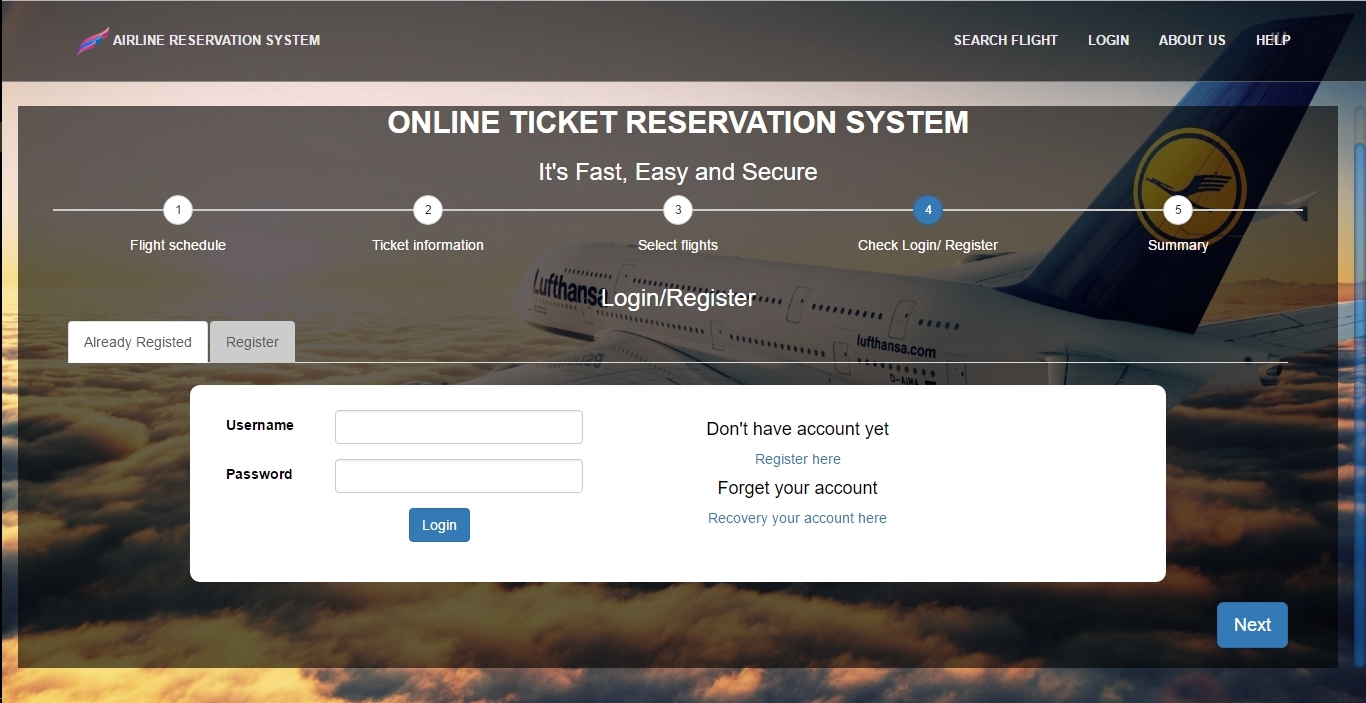 AIRLINE RESERVATION SYSTEM
SEARCH FLIGHT LOGIN ABOUT US HELP
ONLINE TICKET RESERVATION SYSTEM
It's Fast, Easy and Secure
1 2 3 4 5
Flight schedule Ticket information Select flights Check Login/ Register Summary
Lufthansa
Login/Register
Already Registed Register
lufthansa.com
D-AIMA
Username
Don't have account yet
Register here
Password
Forget your account
Recovery your account here
Login
Next